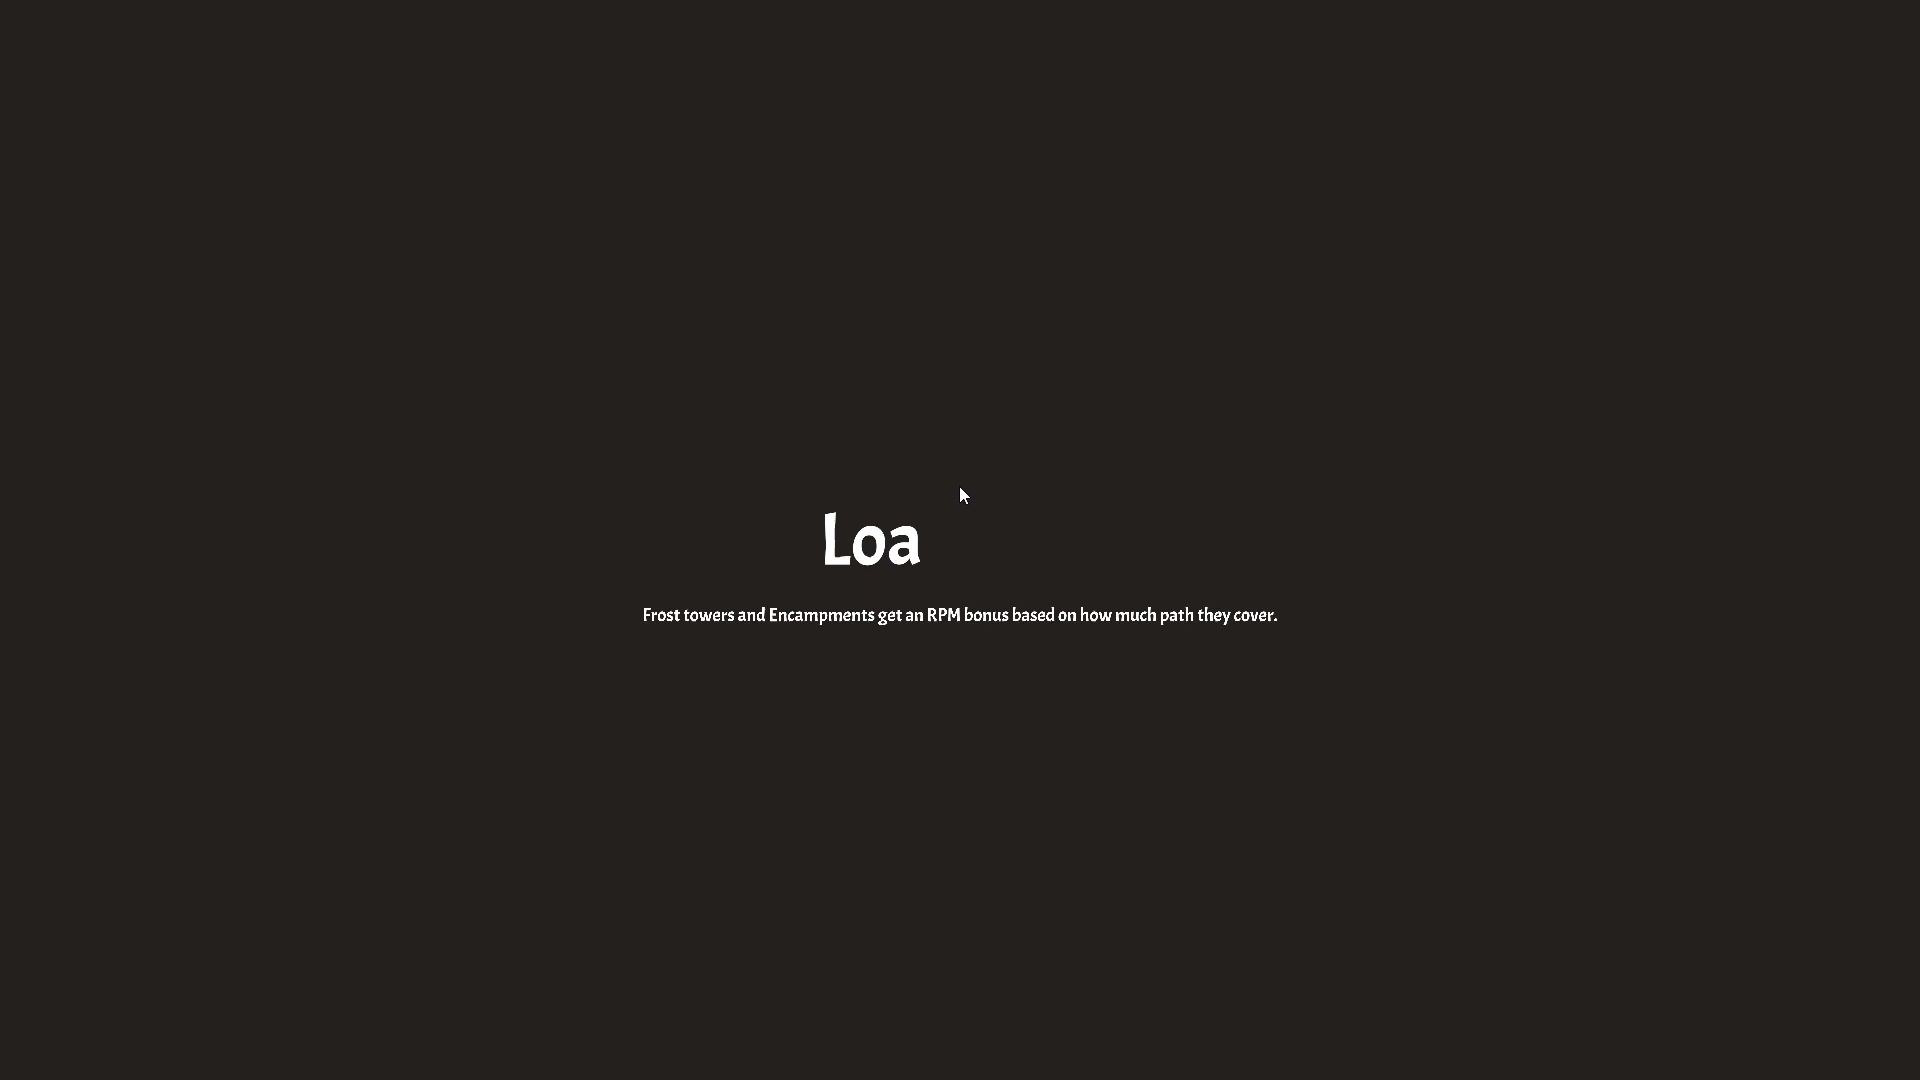 Loa
Frost towers and Encampments get an RPM bonus based on how much path they cover.